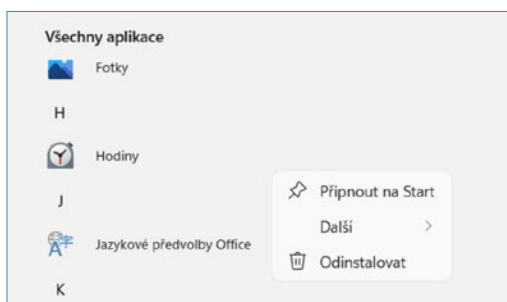 Všechny aplikace
Fotky
H
Hodiny
J
Jazykové předvolby Office
K
Připnout na Start
Další
Odinstalovat